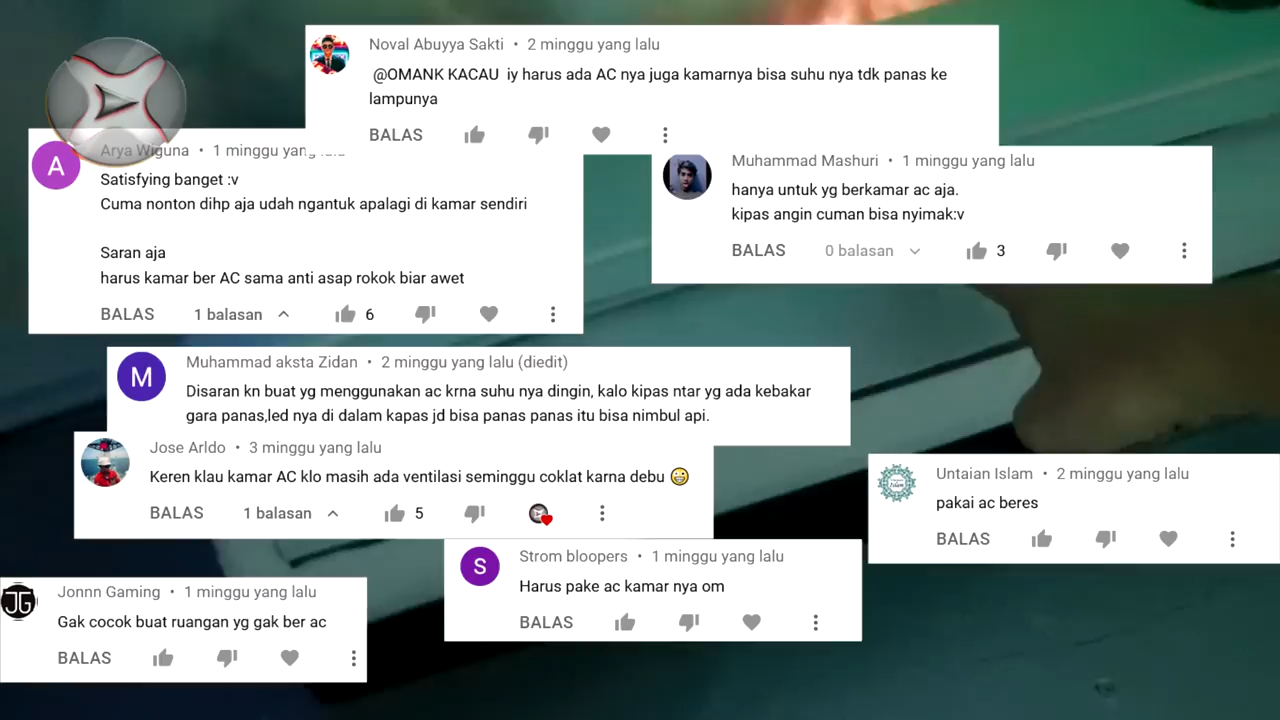 Noval Abuyya Sakti • 2 minggu yang lalu
@OMANK KACAU iy harus ada AC nya juga kamarnya bisa suhu nya tdk panas ke
lampunya
BALAS
A
Arya Wiguna • 1 minggu yang lalu
Satisfying banget :v
Cuma nonton dihp aja udah ngantuk apalagi di kamar sendiri
Saran aja
harus kamar ber AC sama anti asap rokok biar awet
BALAS 1 balasan 6
Muhammad Mashuri • 1 minggu yang lalu
hanya untuk yg berkamar ac aja.
kipas angin cuman bisa nyimak:v
BALAS 0 balasan 3
M
Muhammad aksta Zidan • 2 minggu yang lalu (diedit)
Disaran kn buat yg menggunakan ac krna suhu nya dingin, kalo kipas ntar yg ada kebakar
gara panas,led nya di dalam kapas jd bisa panas panas itu bisa nimbul api.
Jose Arldo • 3 minggu yang lalu
Keren klau kamar AC klo masih ada ventilasi seminggu coklat karna debu 😀
BALAS 1 balasan 5
Untaian Islam • 2 minggu yang lalu
pakai ac beres
BALAS
S
Strom bloopers • 1 minggu yang lalu
Harus pake ac kamar nya om
BALAS
JG
Jonnn Gaming • 1 minggu yang lalu
Gak cocok buat ruangan yg gak ber ac
BALAS